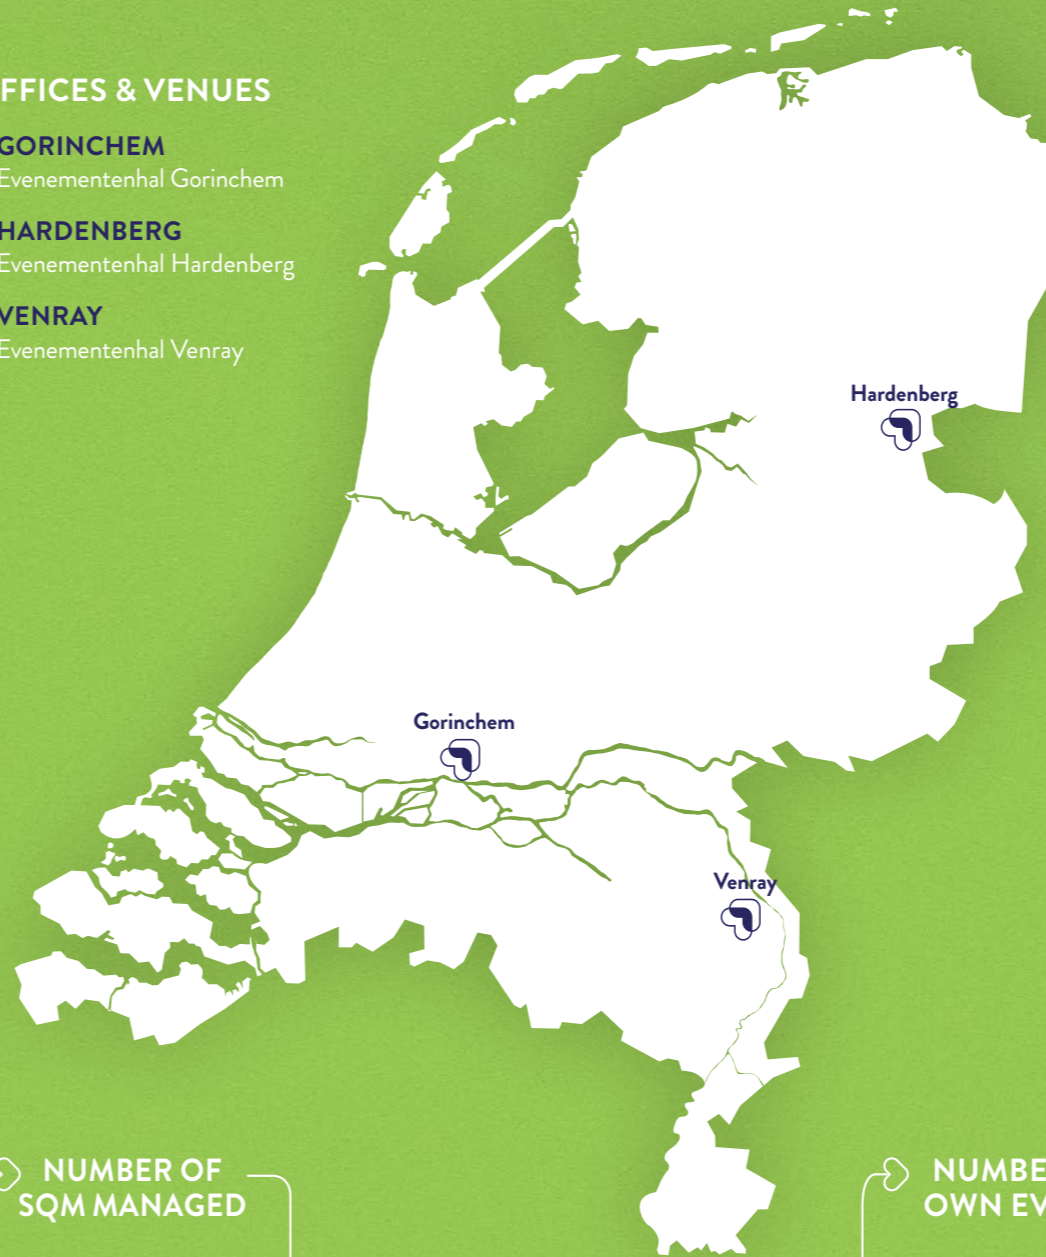 FFICES & VENUES
GORINCHEM
Evenementenhal Gorinchem
HARDENBERG
Evenementenhal Hardenberg
VENRAY
Evenementenhal Venray
Hardenberg
Gorinchem
Venray
NUMBER OF
SQM MANAGED
NUMBE
OWN EV